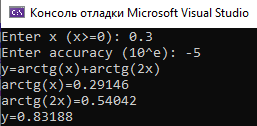 Консоль отладки Microsoft Visual Studio
Enter x (x>=0): 0.3
Enter accuracy (10^e): -5
y=arctg(x)+arctg(2x)
arctg(x)=0.29146
arctg(2x)=0.54042
y=0.83188